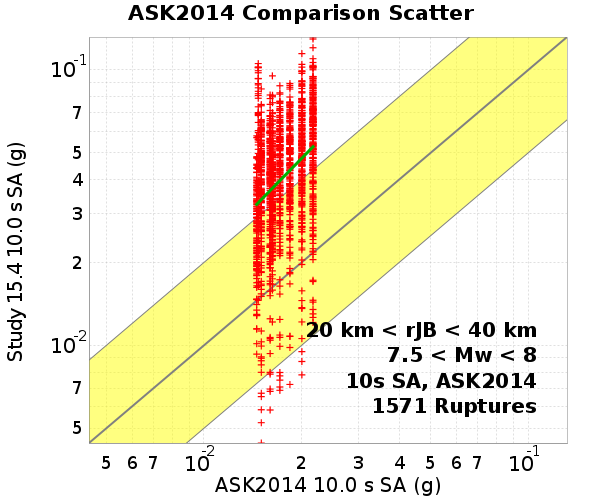 ASK2014 Comparison Scatter
Study 15.4 10.0 s SA (g)
10-1
7
5
4
3
2
10-2
7
5
20 km < rJB < 40 km
7.5 < Mw < 8
10s SA, ASK2014
1571 Ruptures
5 6 7 10-2 2 3 4 5 6 7 10-1
ASK2014 10.0 s SA (g)